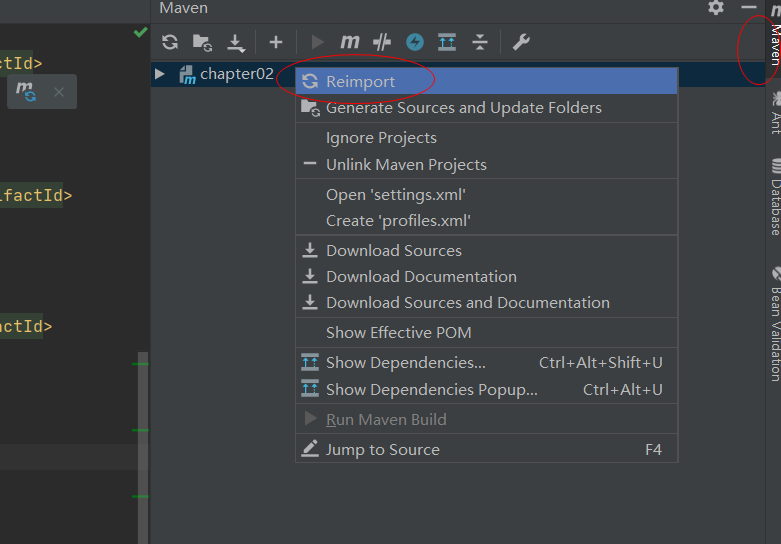 Maven
ctId>
chapter02
Reimport
Generate Sources and Update Folders
Ignore Projects
Unlink Maven Projects
ifactId>
Open 'settings.xml'
Create 'profiles.xml'
Download Sources
Download Documentation
Download Sources and Documentation
actId>
Show Effective POM
Show Dependencies... Ctrl+Alt+Shift+U
Show Dependencies Popup... Ctrl+Alt+U
Run Maven Build
Jump to Source F4
Maven
Ant
Database
Bean Validation